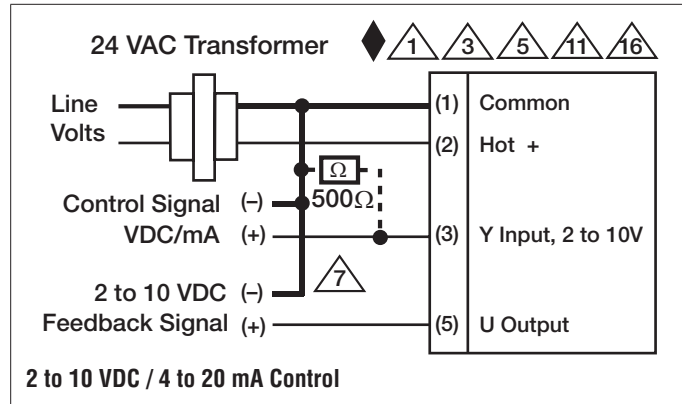 24 VAC Transformer 1 3 5 11 16
Line Volts
(1) Common
(2) Hot +
Ω
500Ω
Control Signal (–)
VDC/mA (+)
(3) Y Input, 2 to 10V
7
2 to 10 VDC (–)
Feedback Signal (+)
(5) U Output
2 to 10 VDC / 4 to 20 mA Control